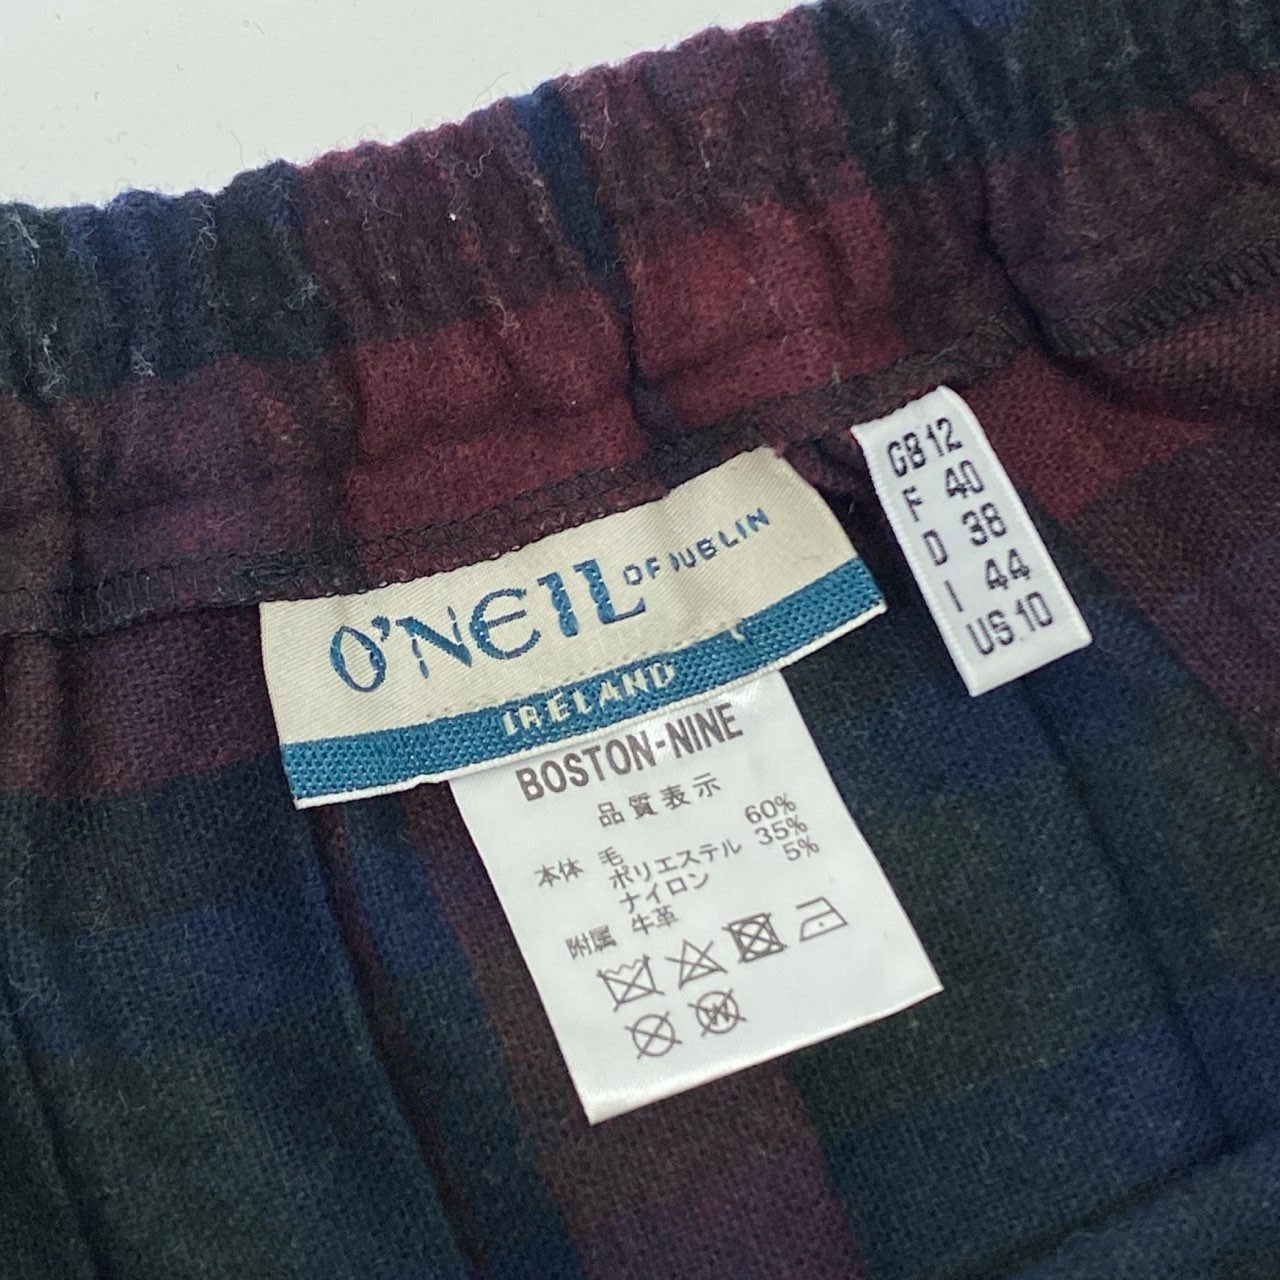 O'NEIL OF DUBLIN
IRELAND
GB 12
F 40
D 38
I 44
US 10
BOSTON-NINE
品質表示
本体 毛 60%
ポリエステル 35%
ナイロン 5%
附属 牛革
W